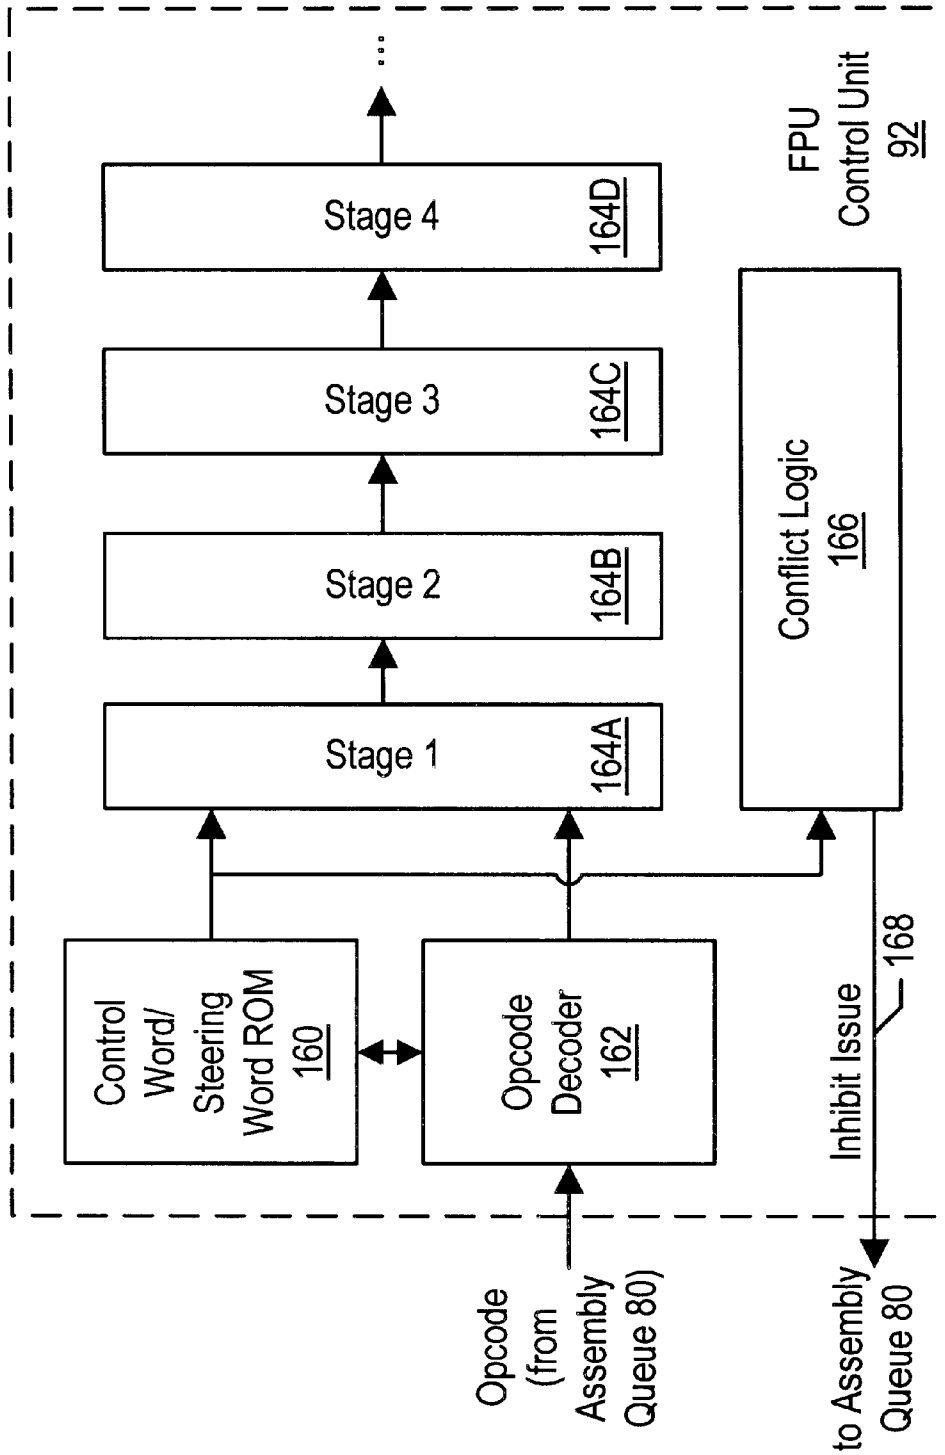 Opcode
(from
Assembly
Queue 80)
Control
Word/
Steering
Word ROM
160
Opcode
Decoder
162
Stage 1
164A
Stage 2
164B
Stage 3
164C
Stage 4
164D
...
Conflict Logic
166
Inhibit Issue
168
to Assembly
Queue 80
FPU
Control Unit
92